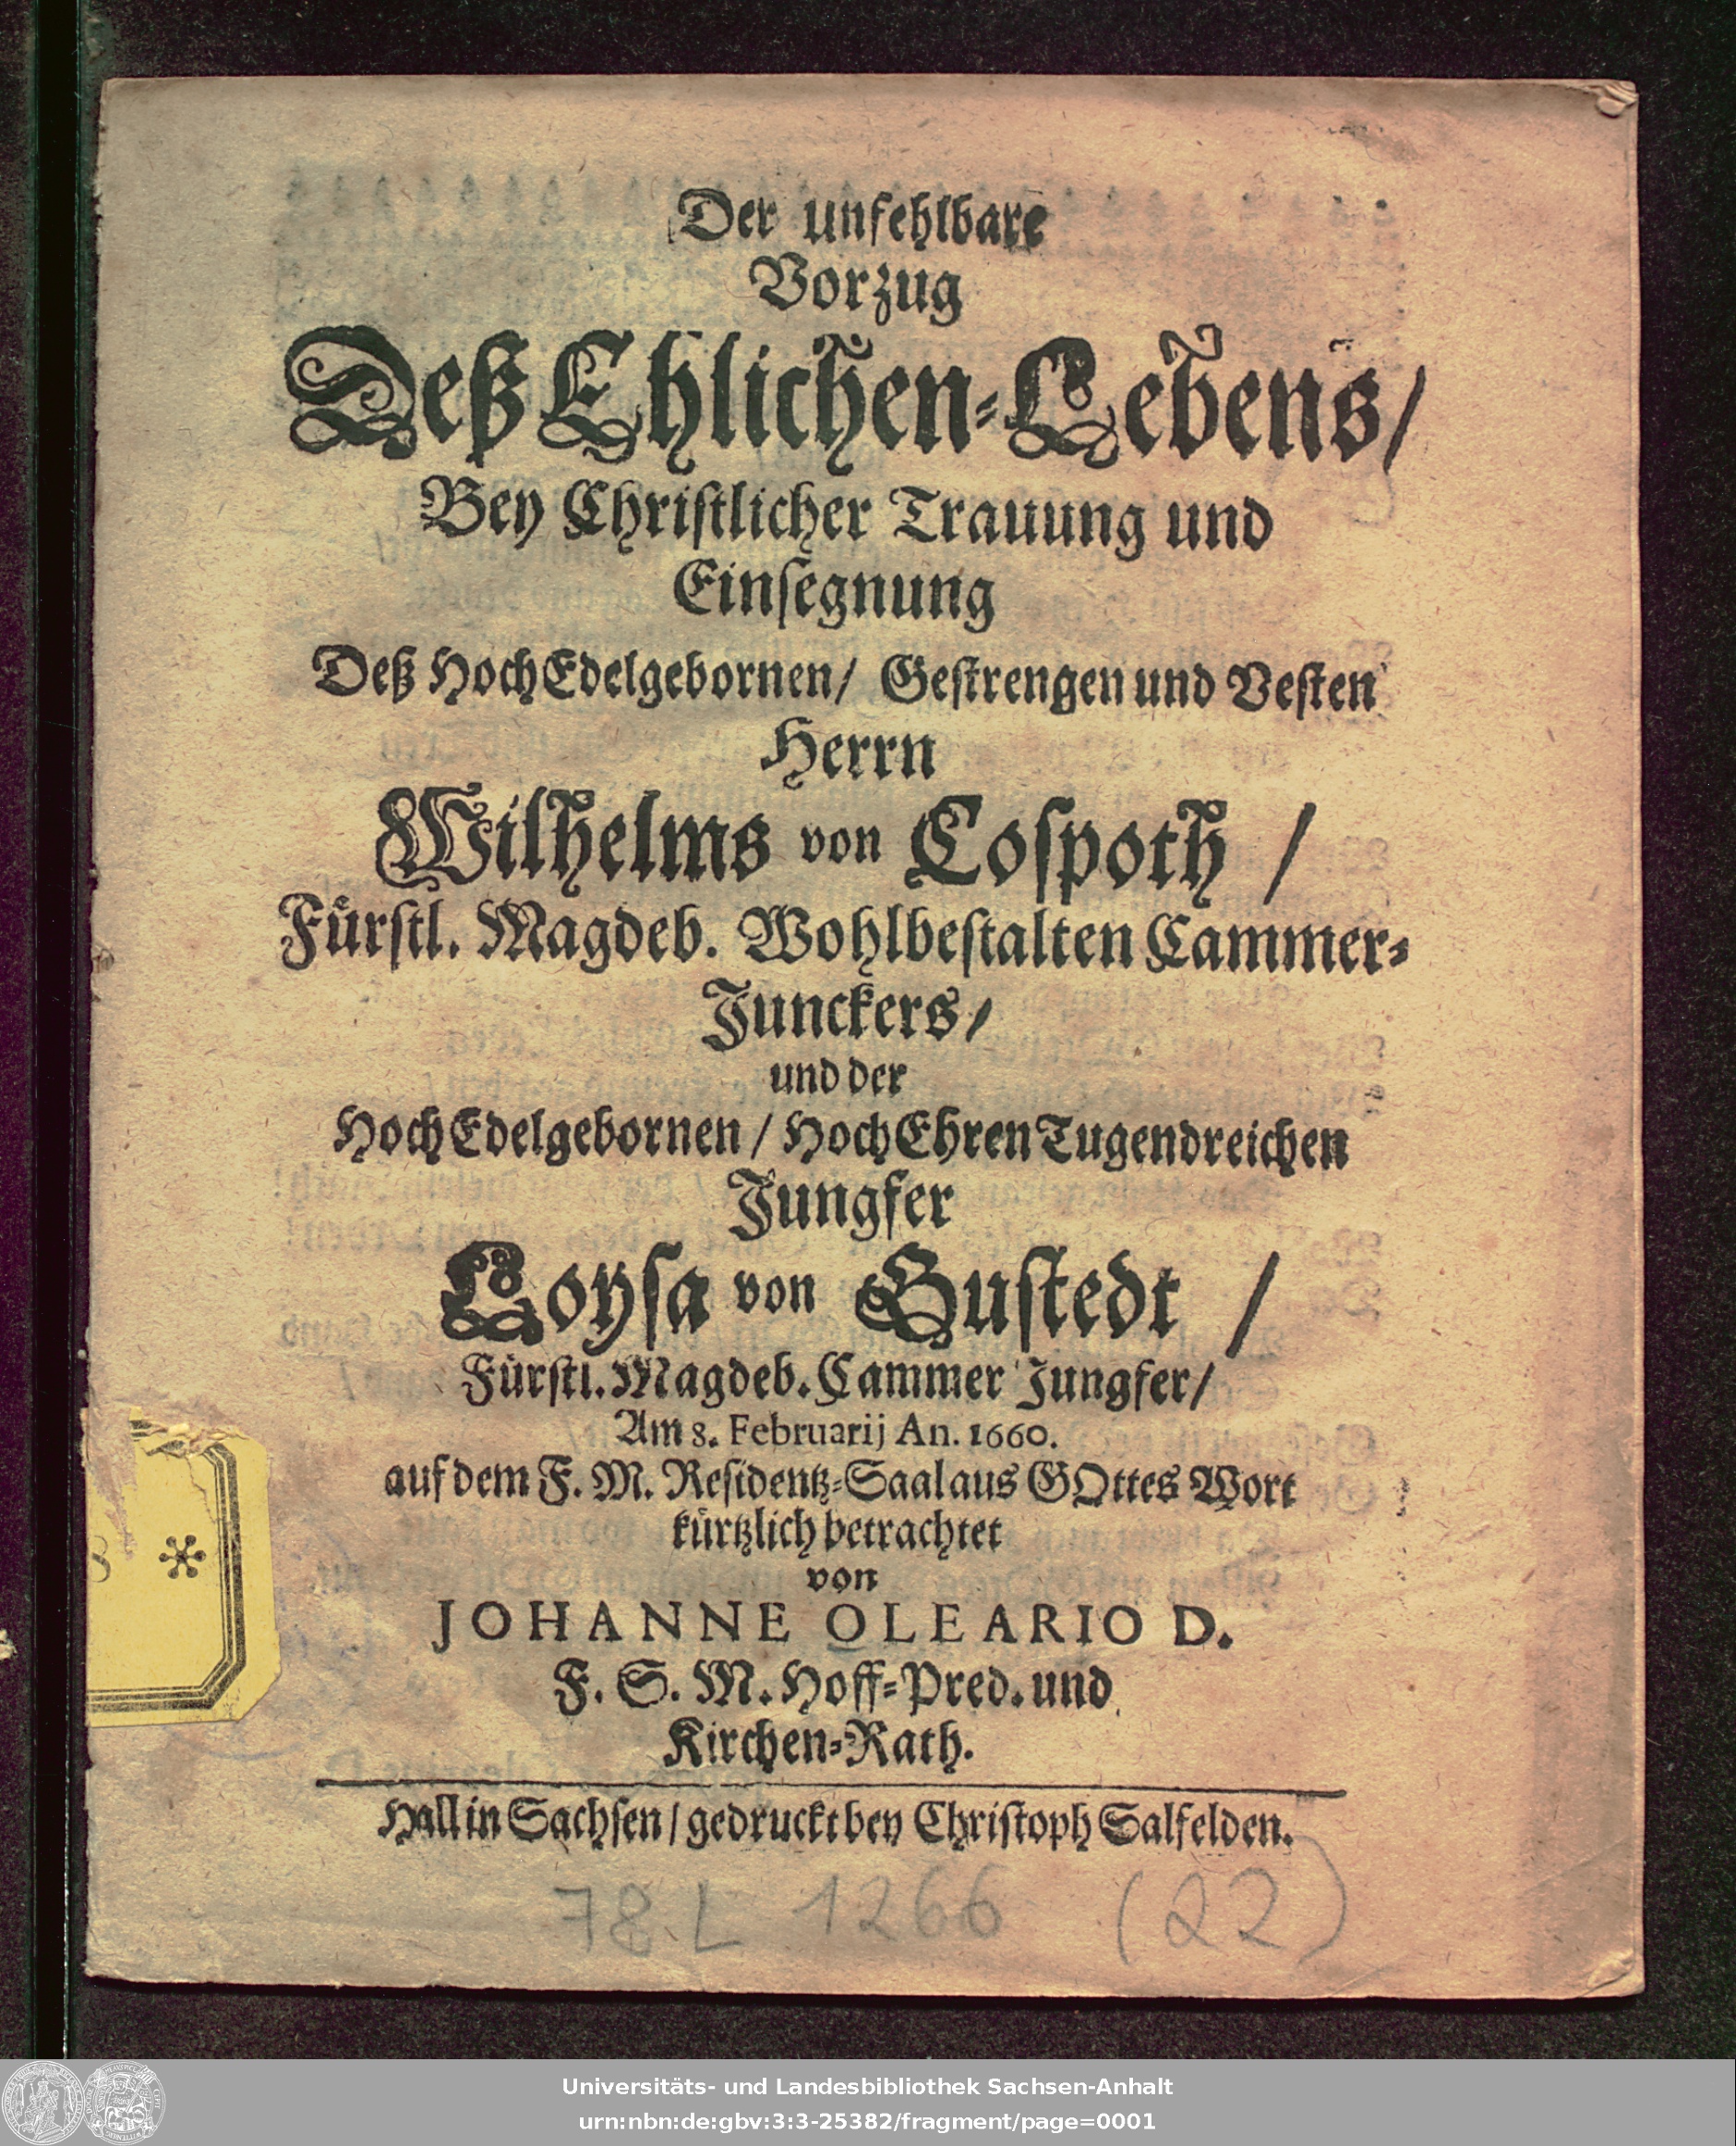 Der unfehlbare
Vorzug
Deß Ehlichen-Lebens/
Bey Christlicher Trauung und
Einsegnung
Deß HochEdelgebornen/ Gestrengen und Vesten
Herrn
Wilhelms von Cospoth /
Fürstl. Magdeb. Wohlbestalten Cammer-
Junckers/
und der
HochEdelgebornen/ HochEhrenTugendreichen
Jungfer
Loysa von Gustedt /
Fürstl. Magdeb. Cammer Jungfer/
Am 8. Februarij An. 1660.
auf dem F. M. Residentz-Saal aus GOttes Wort
kürtzlich betrachtet
von
JOHANNE OLEARIO D.
F. S. M. Hoff-Pred. und
Kirchen-Rath.
Hall in Sachsen/ gedruckt bey Christoph Salfelden.
78 L 1266 (22)
Universitäts- und Landesbibliothek Sachsen-Anhalt
urn:nbn:de:gbv:3:3-25382/fragment/page=0001